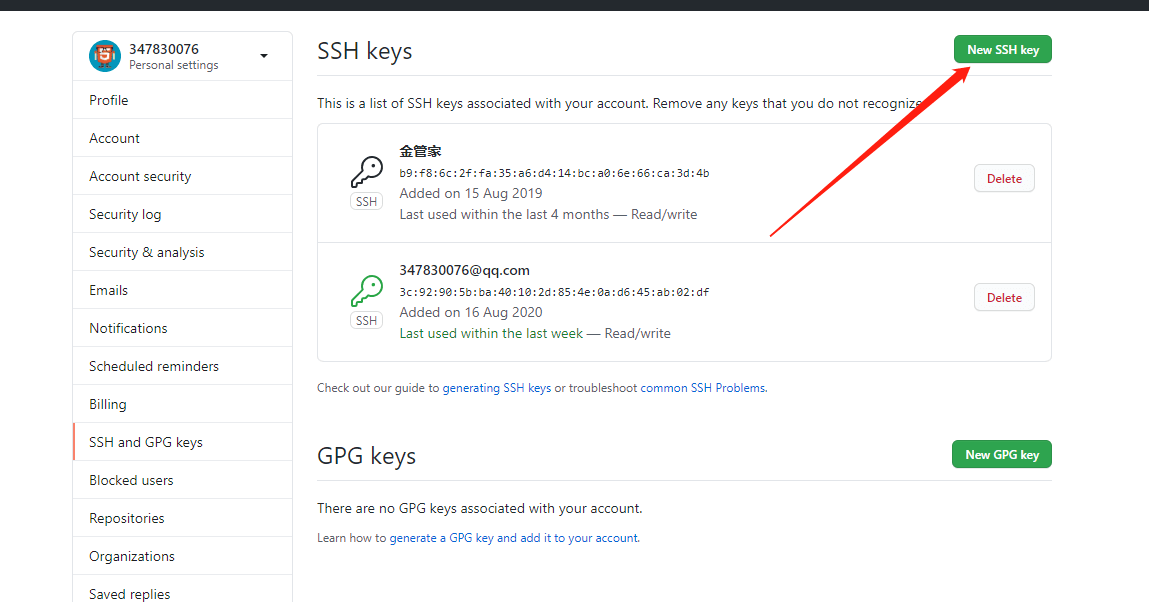 347830076
Personal settings
Profile
Account
Account security
Security log
Security & analysis
Emails
Notifications
Scheduled reminders
Billing
SSH and GPG keys
Blocked users
Repositories
Organizations
Saved replies
SSH keys
New SSH key
This is a list of SSH keys associated with your account. Remove any keys that you do not recognize
金管家
b9:f8:6c:2f:fa:35:a6:d4:14:bc:a0:6e:66:ca:3d:4b
SSH
Added on 15 Aug 2019
Last used within the last 4 months — Read/write
Delete
347830076@qq.com
3c:92:90:5b:ba:40:10:2d:85:4e:0a:d6:45:ab:02:df
SSH
Added on 16 Aug 2020
Last used within the last week — Read/write
Delete
Check out our guide to generating SSH keys or troubleshoot common SSH Problems.
GPG keys
New GPG key
There are no GPG keys associated with your account.
Learn how to generate a GPG key and add it to your account.